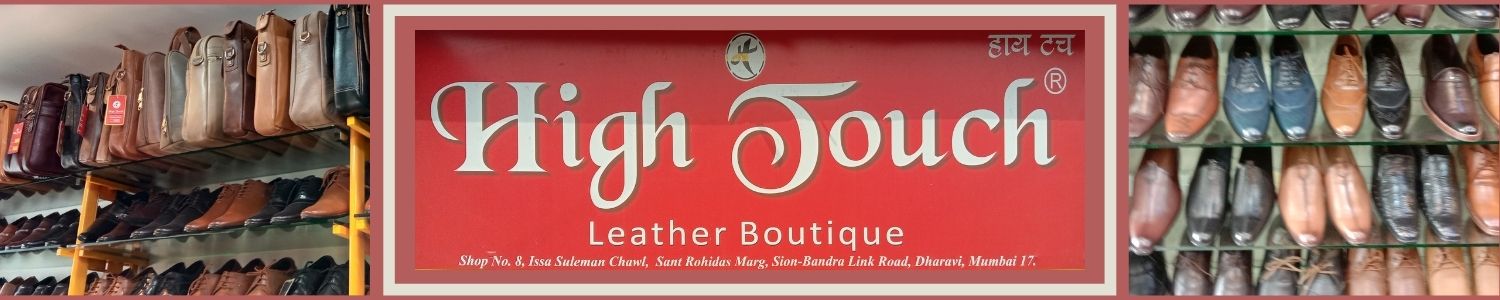 हाय टच
High Touch®
Leather Boutique
Shop No. 8, Issa Suleman Chawl, Sant Rohidas Marg, Sion-Bandra Link Road, Dharavi, Mumbai 17.